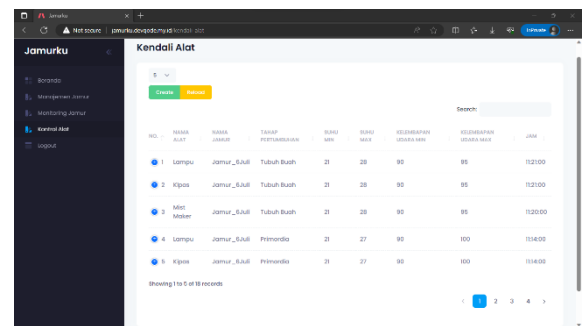 Jamurku
Not secure jamurku.devqode.my.id/kendali-alat
InPrivate
Jamurku
Kendali Alat
Beranda
Manajemen Jamur
Monitoring Jamur
Kontrol Alat
Logout
5
Create Reload
Search:
NO. NAMA ALAT NAMA JAMUR TAHAP PERTUMBUHAN SUHU MIN SUHU MAX KELEMBAPAN UDARA MIN KELEMBAPAN UDARA MAX JAM
1 Lampu Jamur_6Juli Tubuh Buah 21 28 90 95 11:21:00
2 Kipas Jamur_6Juli Tubuh Buah 21 28 90 95 11:21:00
3 Mist Maker Jamur_6Juli Tubuh Buah 21 28 90 95 11:20:00
4 Lampu Jamur_6Juli Primordia 21 27 90 100 11:14:00
5 Kipas Jamur_6Juli Primordia 21 27 90 100 11:14:00
Showing 1 to 5 of 18 records
1 2 3 4